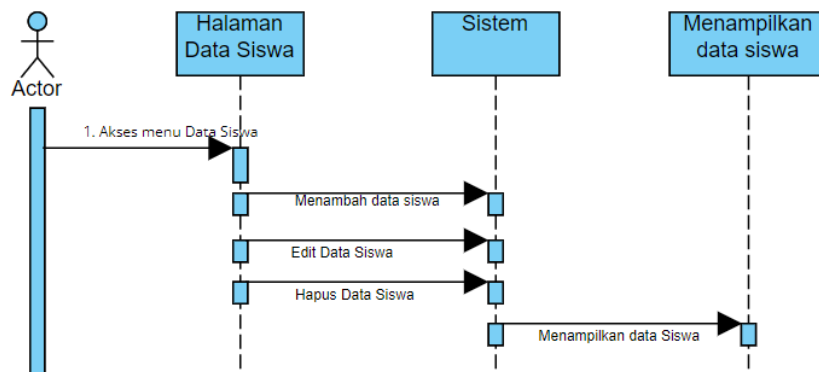 Halaman
Data Siswa
Sistem
Menampilkan
data siswa
Actor
1. Akses menu Data Siswa
Menambah data siswa
Edit Data Siswa
Hapus Data Siswa
Menampilkan data Siswa